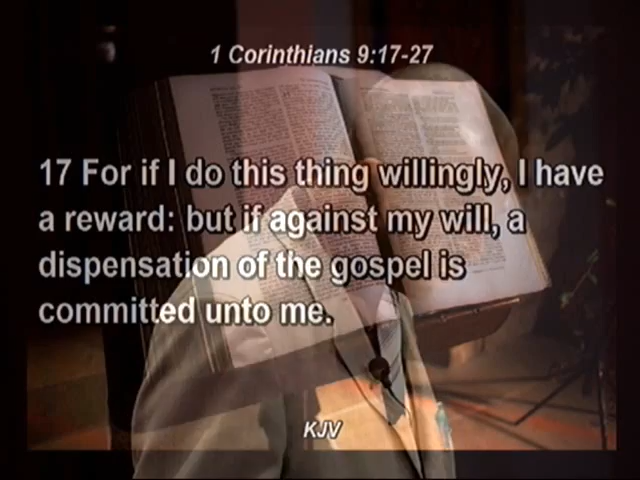 1 Corinthians 9:17-27
17 For if I do this thing willingly, I have
a reward: but if against my will, a
dispensation of the gospel is
committed unto me.
KJV